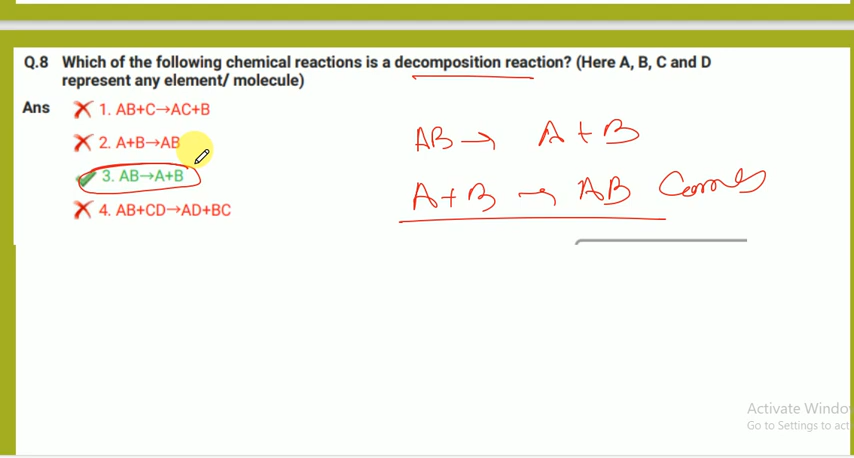 Q.8 Which of the following chemical reactions is a decomposition reaction? (Here A, B, C and D
represent any element/ molecule)
Ans 1. AB+C→AC+B
2. A+B→AB
3. AB→A+B
4. AB+CD→AD+BC
AB → A + B
A+B → AB
Activate Windo
Go to Settings to act